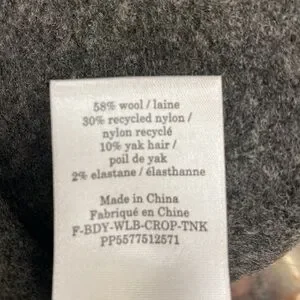 58% wool / laine
30% recycled nylon /
nylon recyclé
10% yak hair /
poil de yak
2% elastane / élasthanne
Made in China
Fabriqué en Chine
F-BDY-WLB-CROP-TNK
PP5577512571